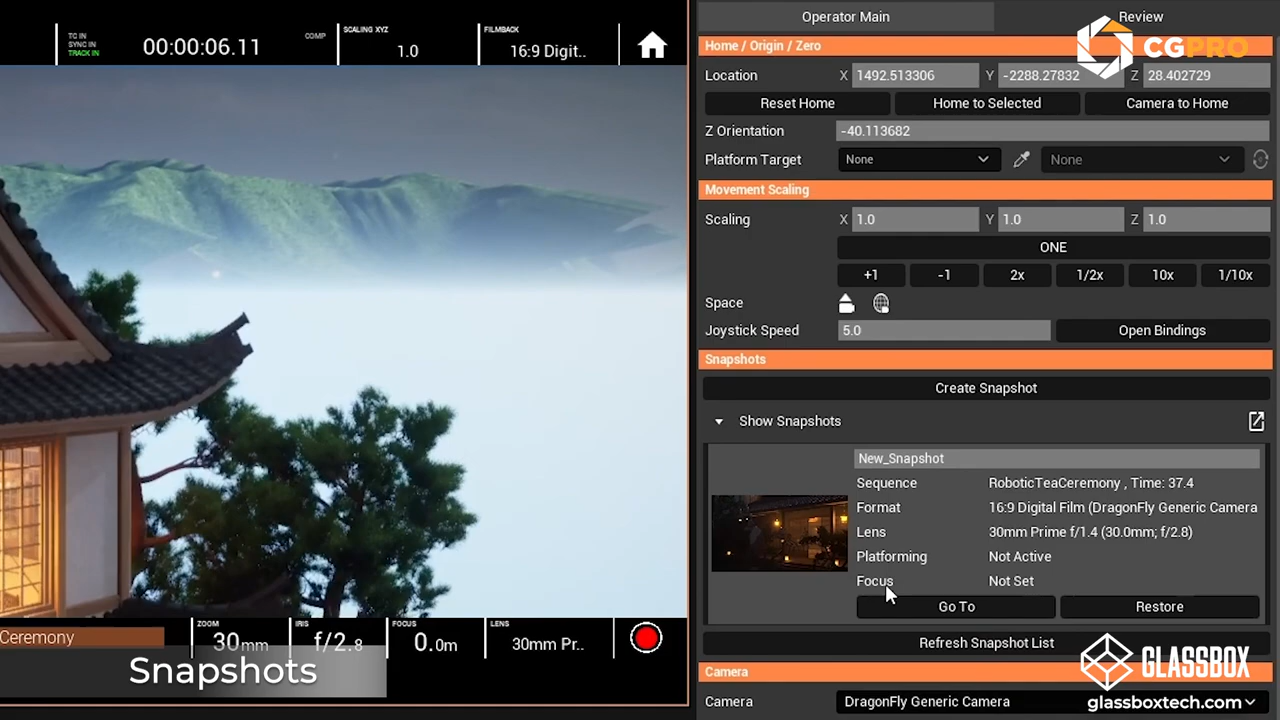 TC IN
SYNC IN
TRACK IN
00:00:06.11
COMP
SCALING XYZ
1.0
FILMBACK
16:9 Digit..
Ceremony
ZOOM
30mm
IRIS
f/2.8
FOCUS
0.0m
LENS
30mm Pr..
Snapshots
Operator Main
Review
CGPRO
Home / Origin / Zero
Location X 1492.513306 Y -2288.27832 Z 28.402729
Reset Home Home to Selected Camera to Home
Z Orientation -40.113682
Platform Target None None
Movement Scaling
Scaling X 1.0 Y 1.0 Z 1.0
ONE
+1 -1 2x 1/2x 10x 1/10x
Space
Joystick Speed 5.0 Open Bindings
Snapshots
Create Snapshot
Show Snapshots
New_Snapshot
Sequence RoboticTeaCeremony , Time: 37.4
Format 16:9 Digital Film (DragonFly Generic Camera
Lens 30mm Prime f/1.4 (30.0mm; f/2.8)
Platforming Not Active
Focus Not Set
Go To Restore
Refresh Snapshot List
Camera
Camera DragonFly Generic Camera
GLASSBOX
glassboxtech.com